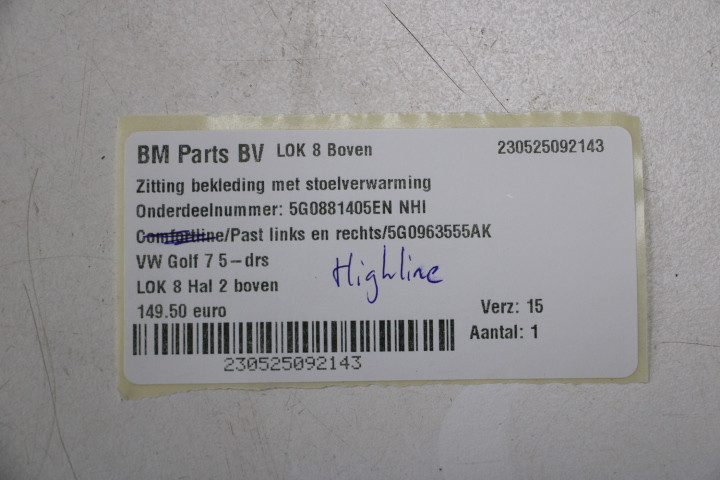 BM Parts BV LOK 8 Boven 230525092143
Zitting bekleding met stoelverwarming
Onderdeelnummer: 5G0881405EN NHI
Comfortline/Past links en rechts/5G0963555AK
VW Golf 7 5-drs
Highline
LOK 8 Hal 2 boven
149.50 euro Verz: 15
Aantal: 1
230525092143